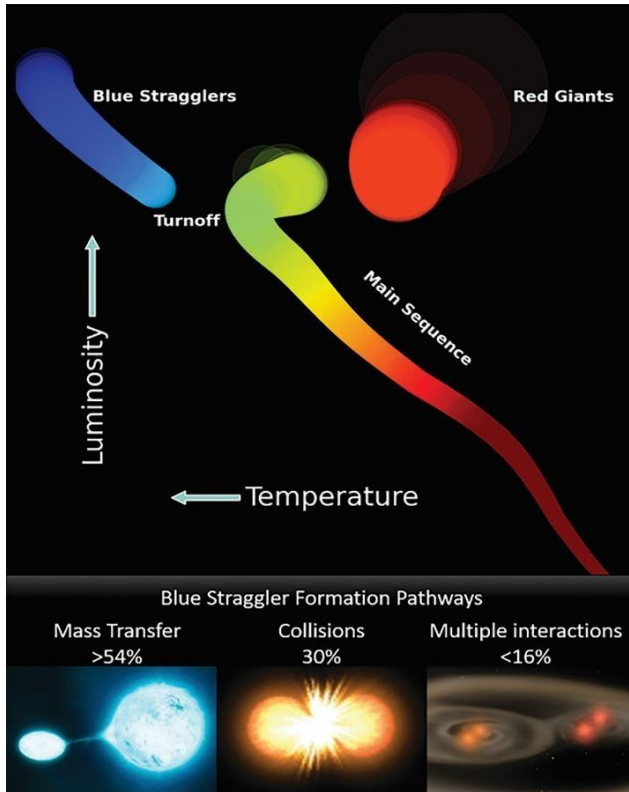 Blue Stragglers
Red Giants
Turnoff
Main Sequence
Luminosity
Temperature
Blue Straggler Formation Pathways
Mass Transfer
>54%
Collisions
30%
Multiple interactions
<16%